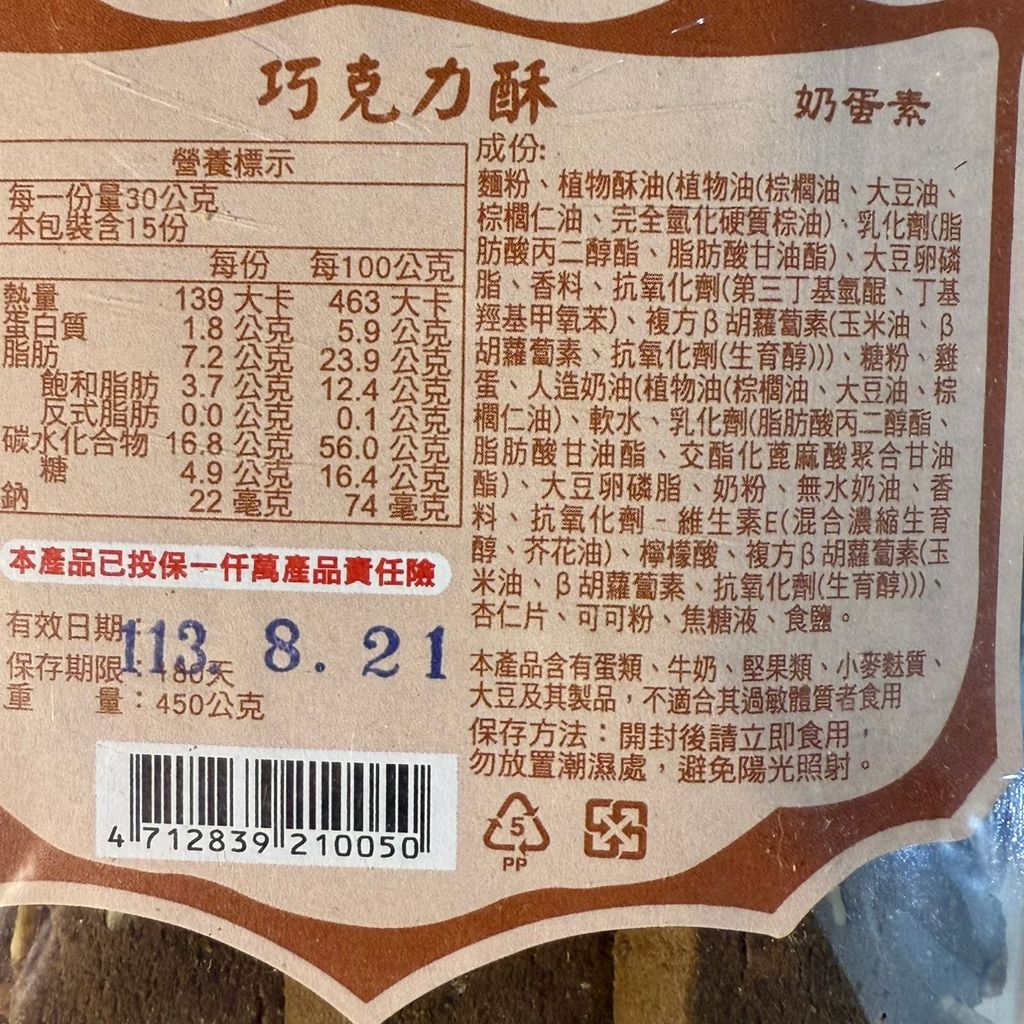 巧克力酥
奶蛋素
營養標示
每一份量30公克
本包裝含15份
每份 每100公克
熱量 139 大卡 463 大卡
蛋白質 1.8 公克 5.9 公克
脂肪 7.2 公克 23.9 公克
飽和脂肪 3.7 公克 12.4 公克
反式脂肪 0.0 公克 0.1 公克
碳水化合物 16.8 公克 56.0 公克
糖 4.9 公克 16.4 公克
鈉 22 毫克 74 毫克
本產品已投保一仟萬產品責任險
有效日期：113. 8. 21
保存期限：180天
重 量：450公克
4 712839 210050
成份:
麵粉、植物酥油(植物油(棕櫚油、大豆油、
棕櫚仁油、完全氫化硬質棕油)、乳化劑(脂
肪酸丙二醇酯、脂肪酸甘油酯)、大豆卵磷
脂、香料、抗氧化劑(第三丁基氫醌、丁基
羥基甲氧苯)、複方β胡蘿蔔素(玉米油、β
胡蘿蔔素、抗氧化劑(生育醇)))、糖粉、雞
蛋、人造奶油(植物油(棕櫚油、大豆油、棕
櫚仁油)、軟水、乳化劑(脂肪酸丙二醇酯、
脂肪酸甘油酯、交酯化蓖麻酸聚合甘油
酯)、大豆卵磷脂、奶粉、無水奶油、香
料、抗氧化劑-維生素E(混合濃縮生育
醇、芥花油)、檸檬酸、複方β胡蘿蔔素(玉
米油、β胡蘿蔔素、抗氧化劑(生育醇)))、
杏仁片、可可粉、焦糖液、食鹽。
本產品含有蛋類、牛奶、堅果類、小麥麩質、
大豆及其製品，不適合其過敏體質者食用
保存方法：開封後請立即食用，
勿放置潮濕處，避免陽光照射。
5
PP